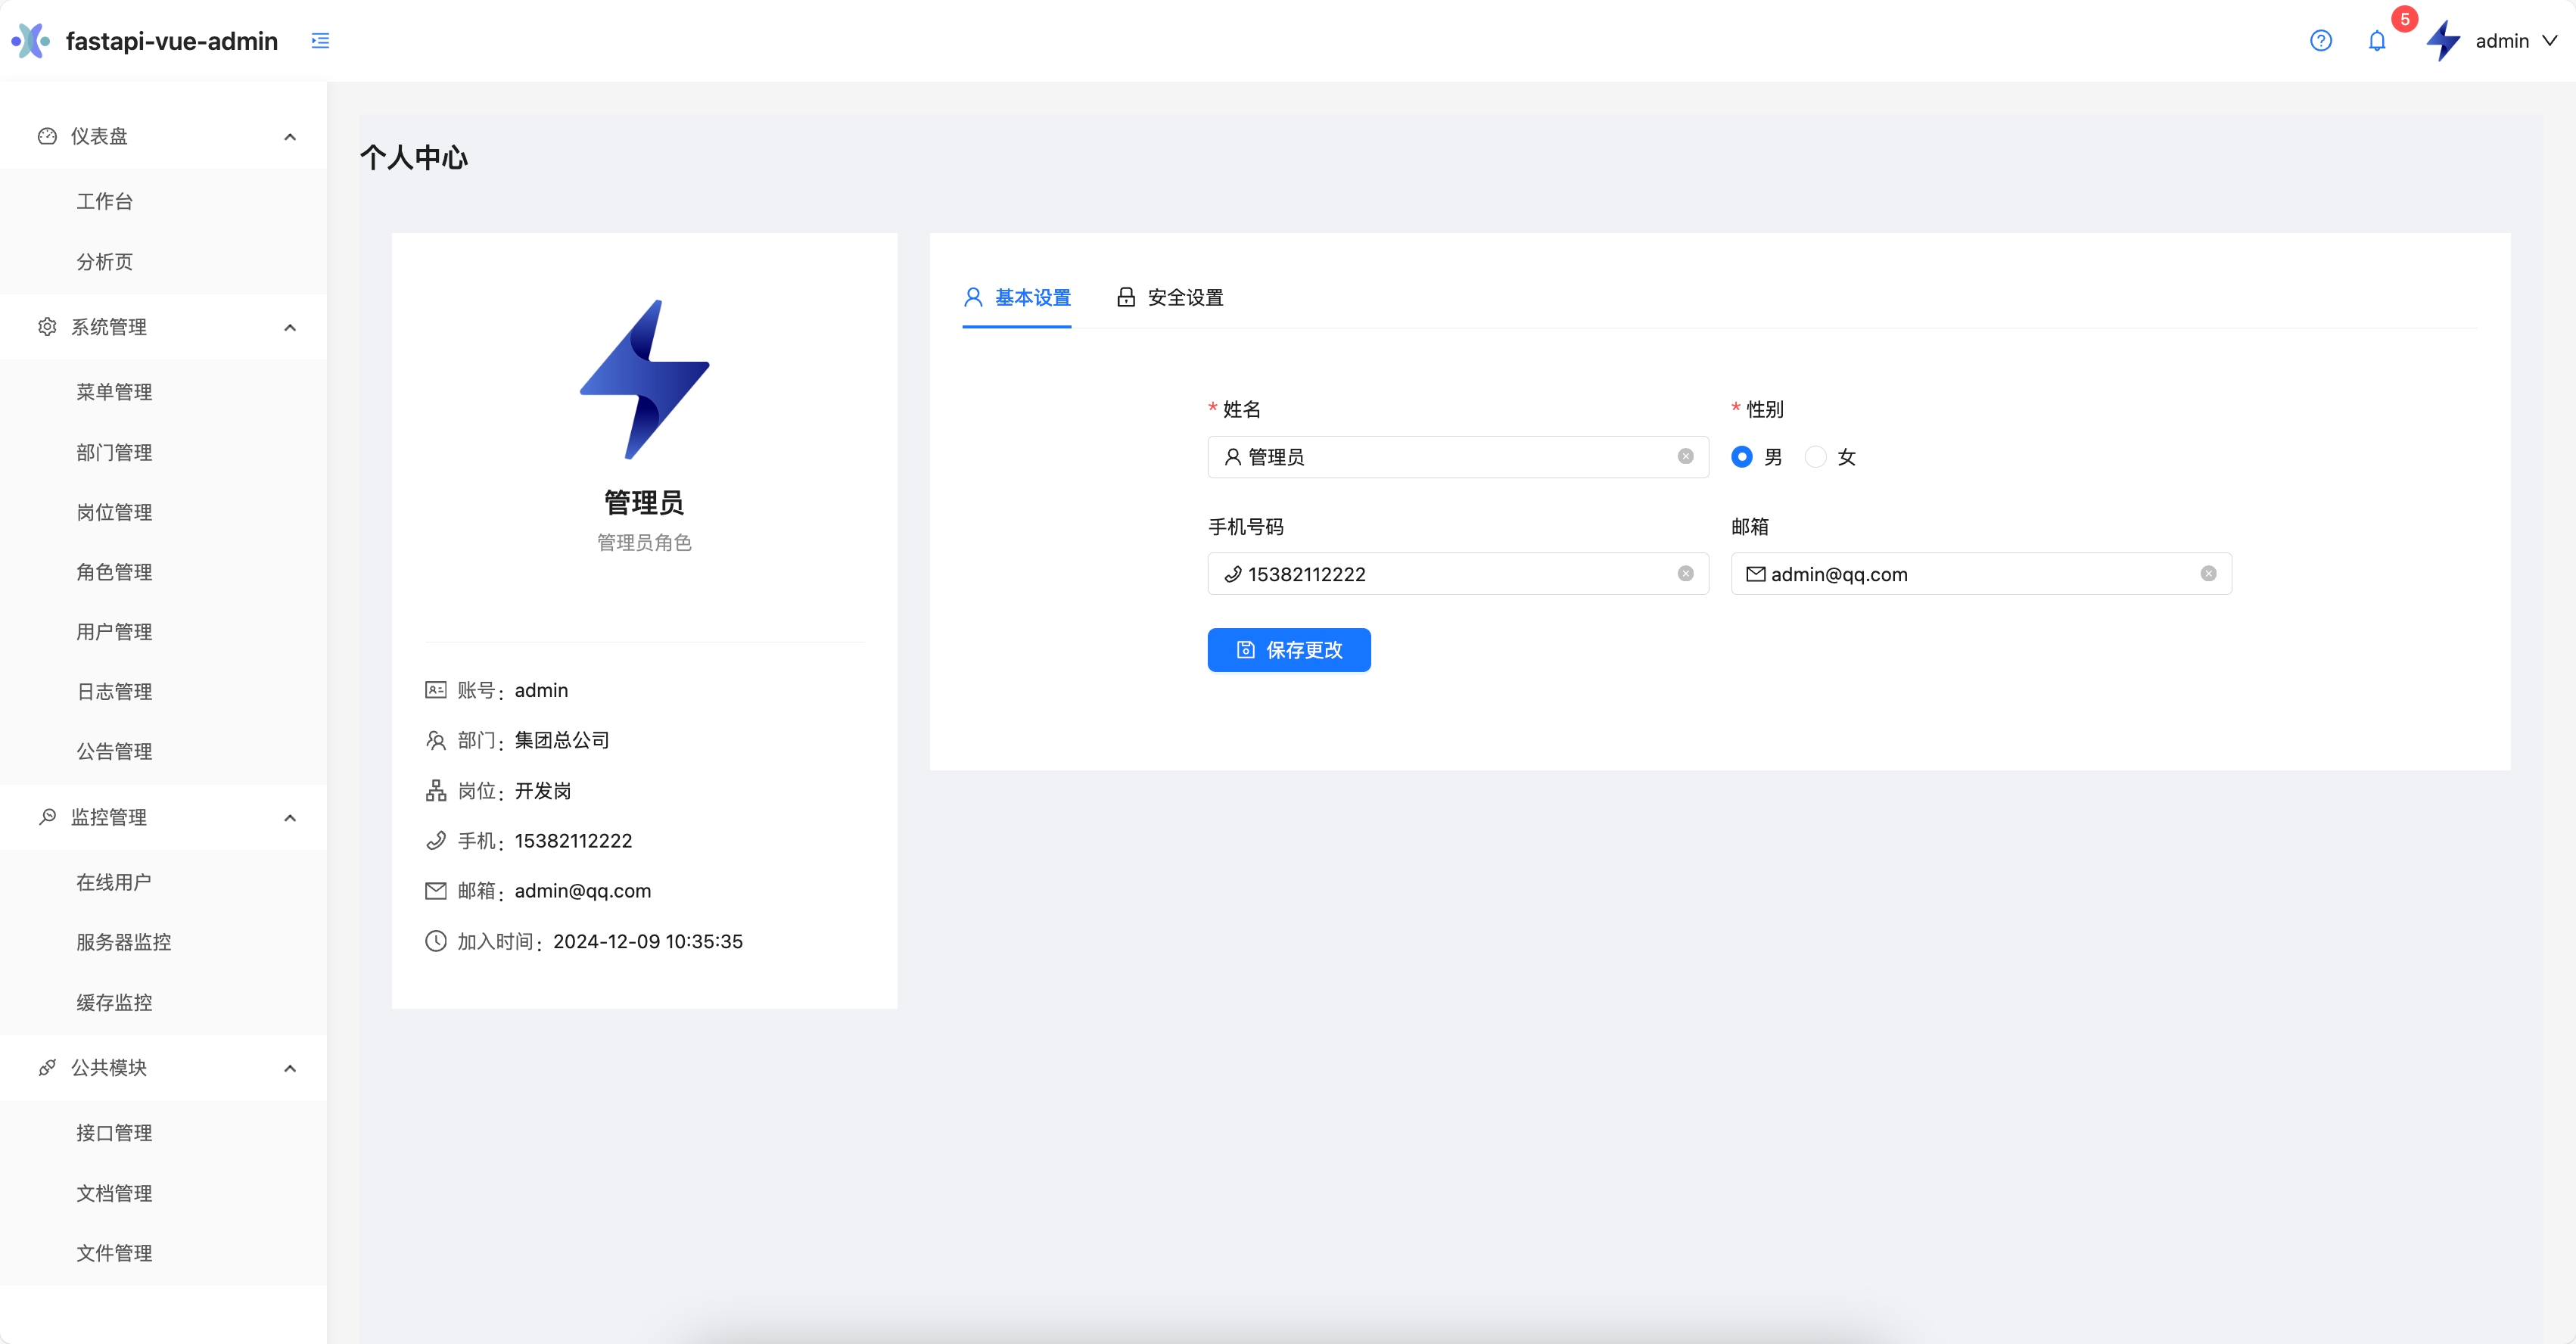 fastapi-vue-admin
5
admin
仪表盘
工作台
分析页
系统管理
菜单管理
部门管理
岗位管理
角色管理
用户管理
日志管理
公告管理
监控管理
在线用户
服务器监控
缓存监控
公共模块
接口管理
文档管理
文件管理
个人中心
管理员
管理员角色
账号： admin
部门： 集团总公司
岗位： 开发岗
手机： 15382112222
邮箱： admin@qq.com
加入时间： 2024-12-09 10:35:35
基本设置 安全设置
* 姓名 * 性别
管理员 男 女
手机号码 邮箱
15382112222 admin@qq.com
保存更改